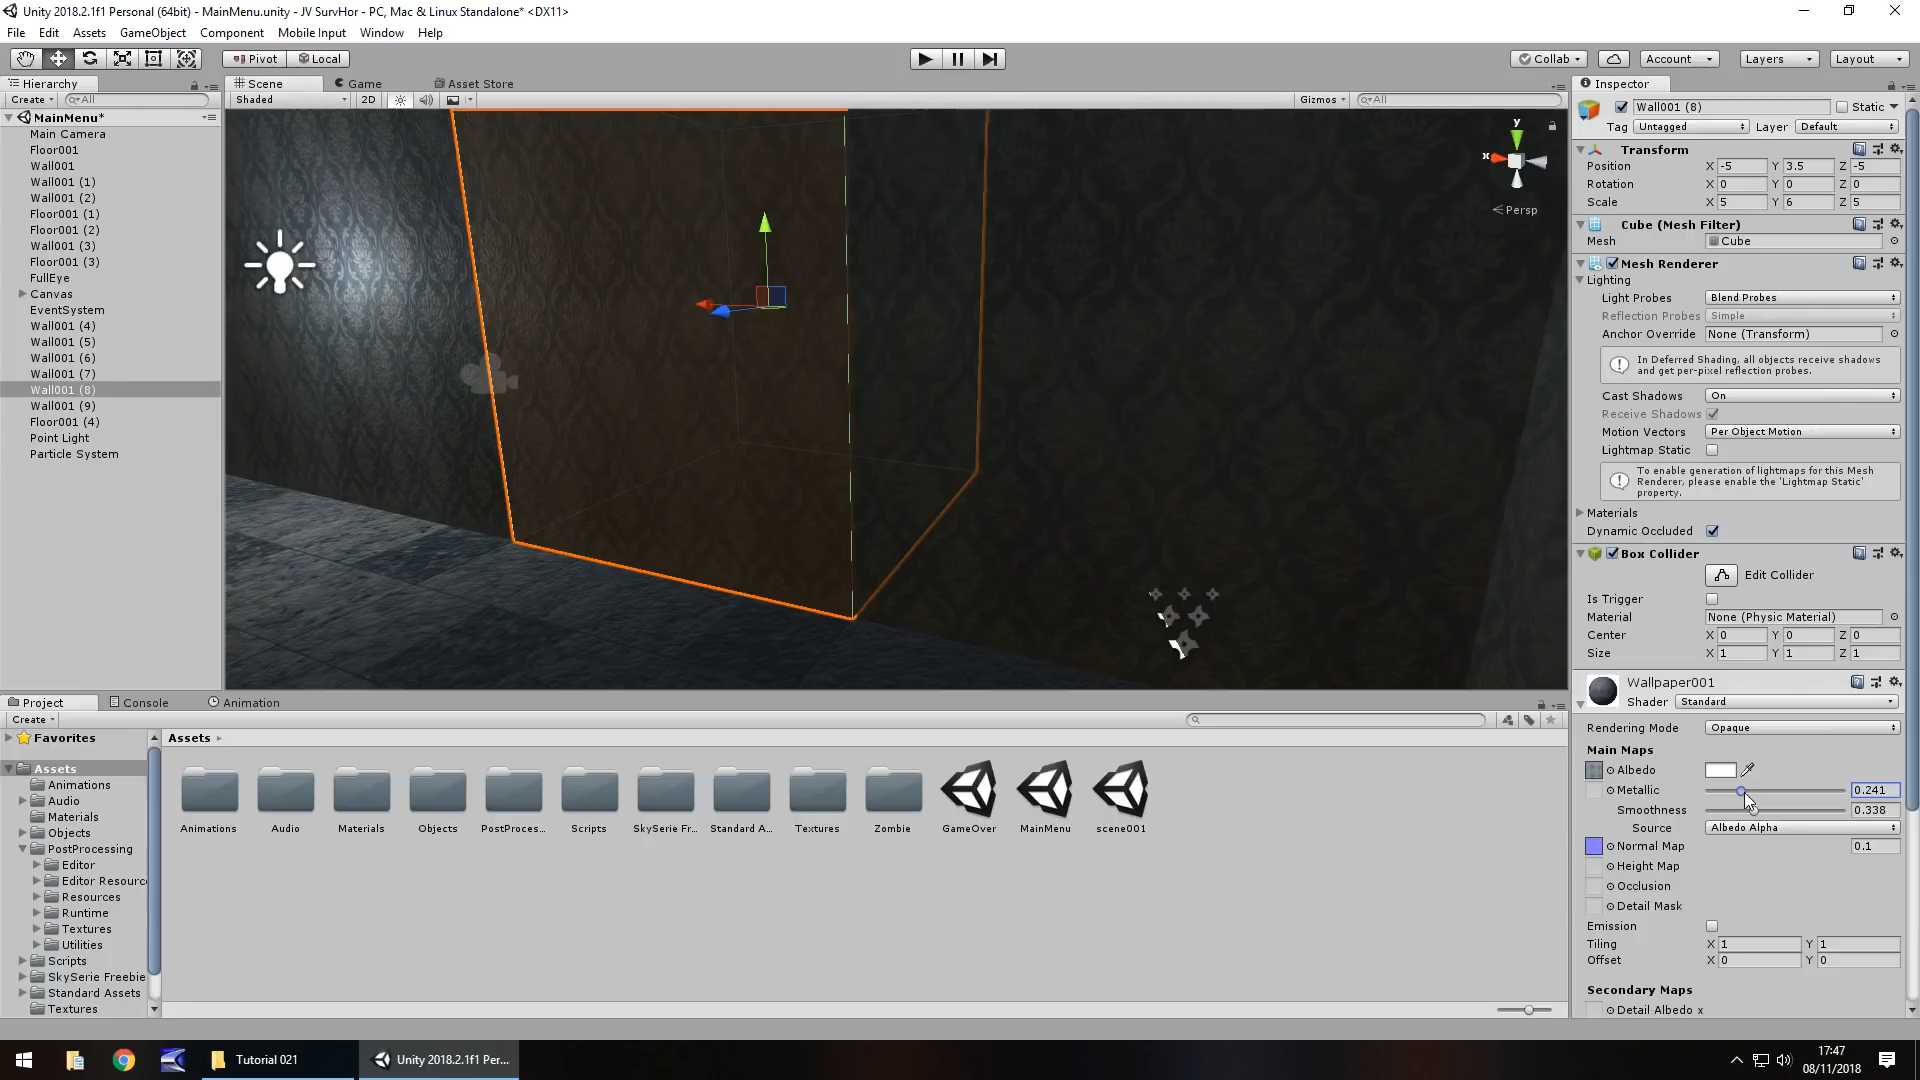 Unity 2018.2.1f1 Personal (64bit) - MainMenu.unity - JV SurvHor - PC, Mac & Linux Standalone* <DX11>
File Edit Assets GameObject Component Mobile Input Window Help
Pivot Local Collab Account Layers Layout
Hierarchy
Create All
MainMenu*
Main Camera
Floor001
Wall001
Wall001 (1)
Wall001 (2)
Floor001 (1)
Floor001 (2)
Wall001 (3)
Floor001 (3)
FullEye
Canvas
EventSystem
Wall001 (4)
Wall001 (5)
Wall001 (6)
Wall001 (7)
Wall001 (8)
Wall001 (9)
Floor001 (4)
Point Light
Particle System
Scene Game Asset Store
Shaded 2D Gizmos All
y
x
Persp
Inspector
Wall001 (8) Static
Tag Untagged Layer Default
Transform
Position X -5 Y 3.5 Z -5
Rotation X 0 Y 0 Z 0
Scale X 5 Y 6 Z 5
Cube (Mesh Filter)
Mesh Cube
Mesh Renderer
Lighting
Light Probes Blend Probes
Reflection Probes Simple
Anchor Override None (Transform)
In Deferred Shading, all objects receive shadows
and get per-pixel reflection probes.
Cast Shadows On
Receive Shadows
Motion Vectors Per Object Motion
Lightmap Static
To enable generation of lightmaps for this Mesh
Renderer, please enable the 'Lightmap Static'
property.
Materials
Dynamic Occluded
Box Collider
Edit Collider
Is Trigger
Material None (Physic Material)
Center X 0 Y 0 Z 0
Size X 1 Y 1 Z 1
Wallpaper001
Shader Standard
Rendering Mode Opaque
Main Maps
Albedo
Metallic 0.241
Smoothness 0.338
Source Albedo Alpha
Normal Map 0.1
Height Map
Occlusion
Detail Mask
Emission
Tiling X 1 Y 1
Offset X 0 Y 0
Secondary Maps
Detail Albedo x
Project Console Animation
Create
Favorites
Assets
Animations
Audio
Materials
Objects
PostProcessing
Editor
Editor Resourc
Resources
Runtime
Textures
Utilities
Scripts
SkySerie Freebie
Standard Assets
Textures
Assets
Animations Audio Materials Objects PostProces... Scripts SkySerie Fr... Standard A... Textures Zombie GameOver MainMenu scene001
Tutorial 021 Unity 2018.2.1f1 Per...
17:47
08/11/2018